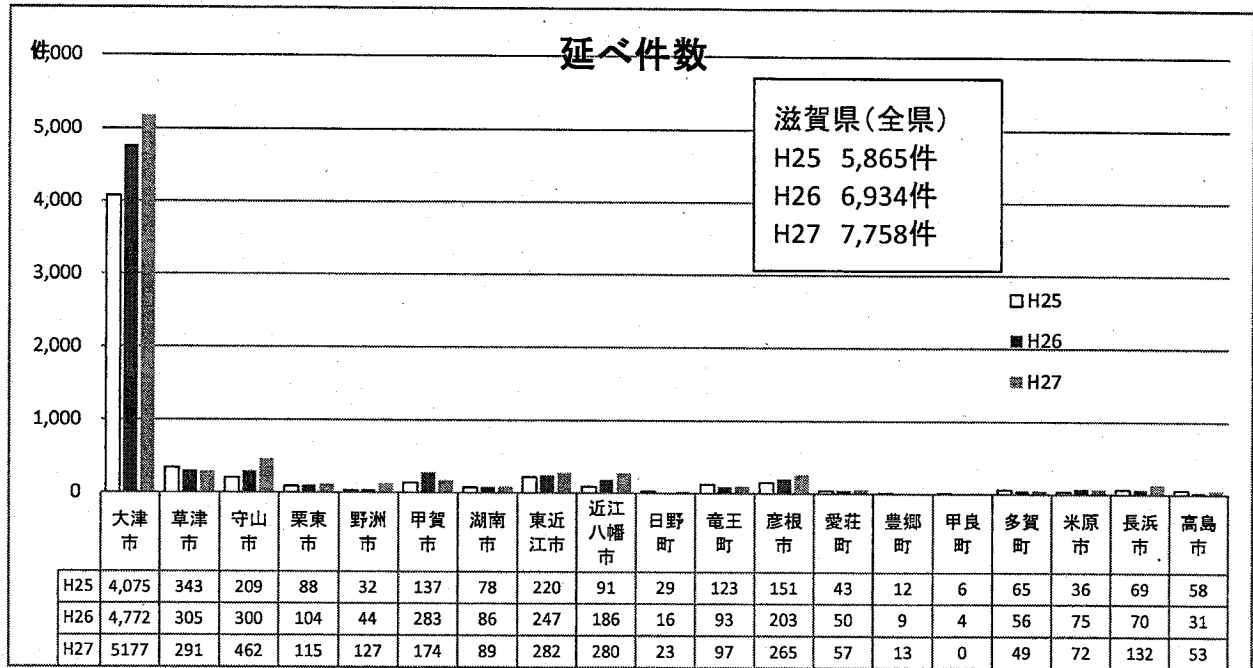 延べ件数
件
6,000
5,000
4,000
3,000
2,000
1,000
0
滋賀県(全県)
H25 5,865件
H26 6,934件
H27 7,758件
H25
H26
H27
大津市 草津市 守山市 栗東市 野洲市 甲賀市 湖南市 東近江市 近江八幡市 日野町 竜王町 彦根市 愛荘町 豊郷町 甲良町 多賀町 米原市 長浜市 高島市
H25 4,075 343 209 88 32 137 78 220 91 29 123 151 43 12 6 65 36 69 58
H26 4,772 305 300 104 44 283 86 247 186 16 93 203 50 9 4 56 75 70 31
H27 5177 291 462 115 127 174 89 282 280 23 97 265 57 13 0 49 72 132 53